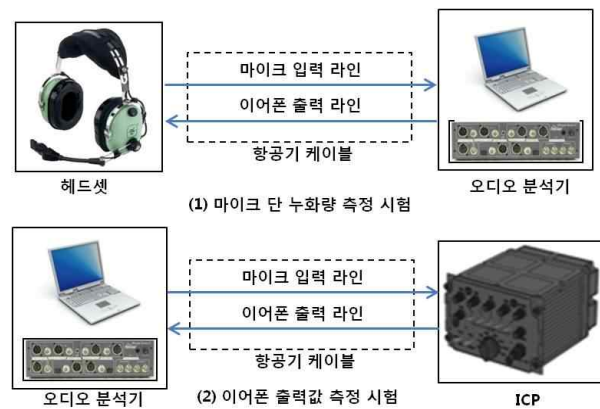 마이크 입력 라인
이어폰 출력 라인
항공기 케이블
헤드셋
오디오 분석기
(1) 마이크 단 누화량 측정 시험
마이크 입력 라인
이어폰 출력 라인
항공기 케이블
오디오 분석기
(2) 이어폰 출력값 측정 시험
ICP